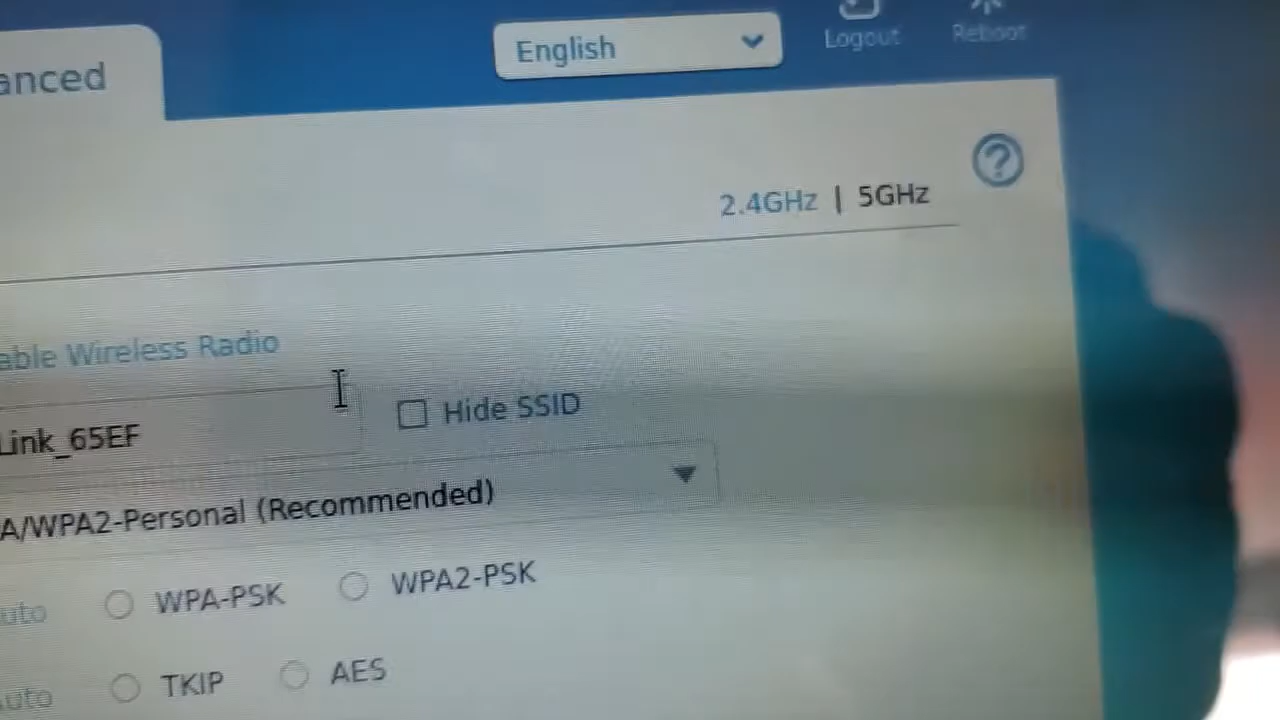 anced
English
Logout
Reboot
2.4GHz | 5GHz
able Wireless Radio
Link_65EF
Hide SSID
A/WPA2-Personal (Recommended)
uto
WPA-PSK
WPA2-PSK
Auto
TKIP
AES